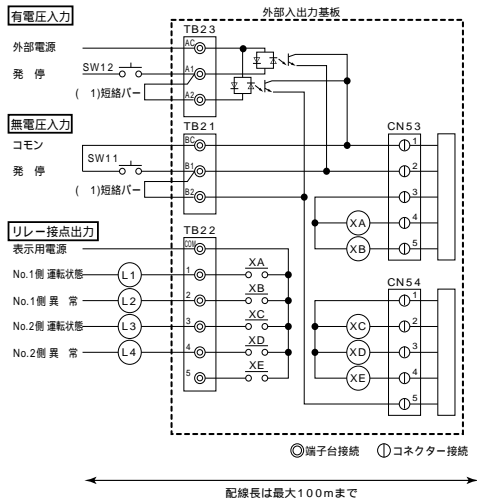 外部入出力基板
有電圧入力
TB23
外部電源
AC
発 停
SW12
A1
( 1)短絡バー
A2
無電圧入力
TB21
CN53
コモン
BC
1
発 停
SW11
B1
2
( 1)短絡バー
B2
3
XA
4
XB
5
リレー接点出力
TB22
表示用電源
COM
No.1側 運転状態
L1
1
XA
CN54
No.1側 異 常
L2
2
XB
1
No.2側 運転状態
L3
3
XC
XC
2
No.2側 異 常
L4
4
XD
XD
3
5
XE
XE
4
5
端子台接続
コネクター接続
配線長は最大100mまで